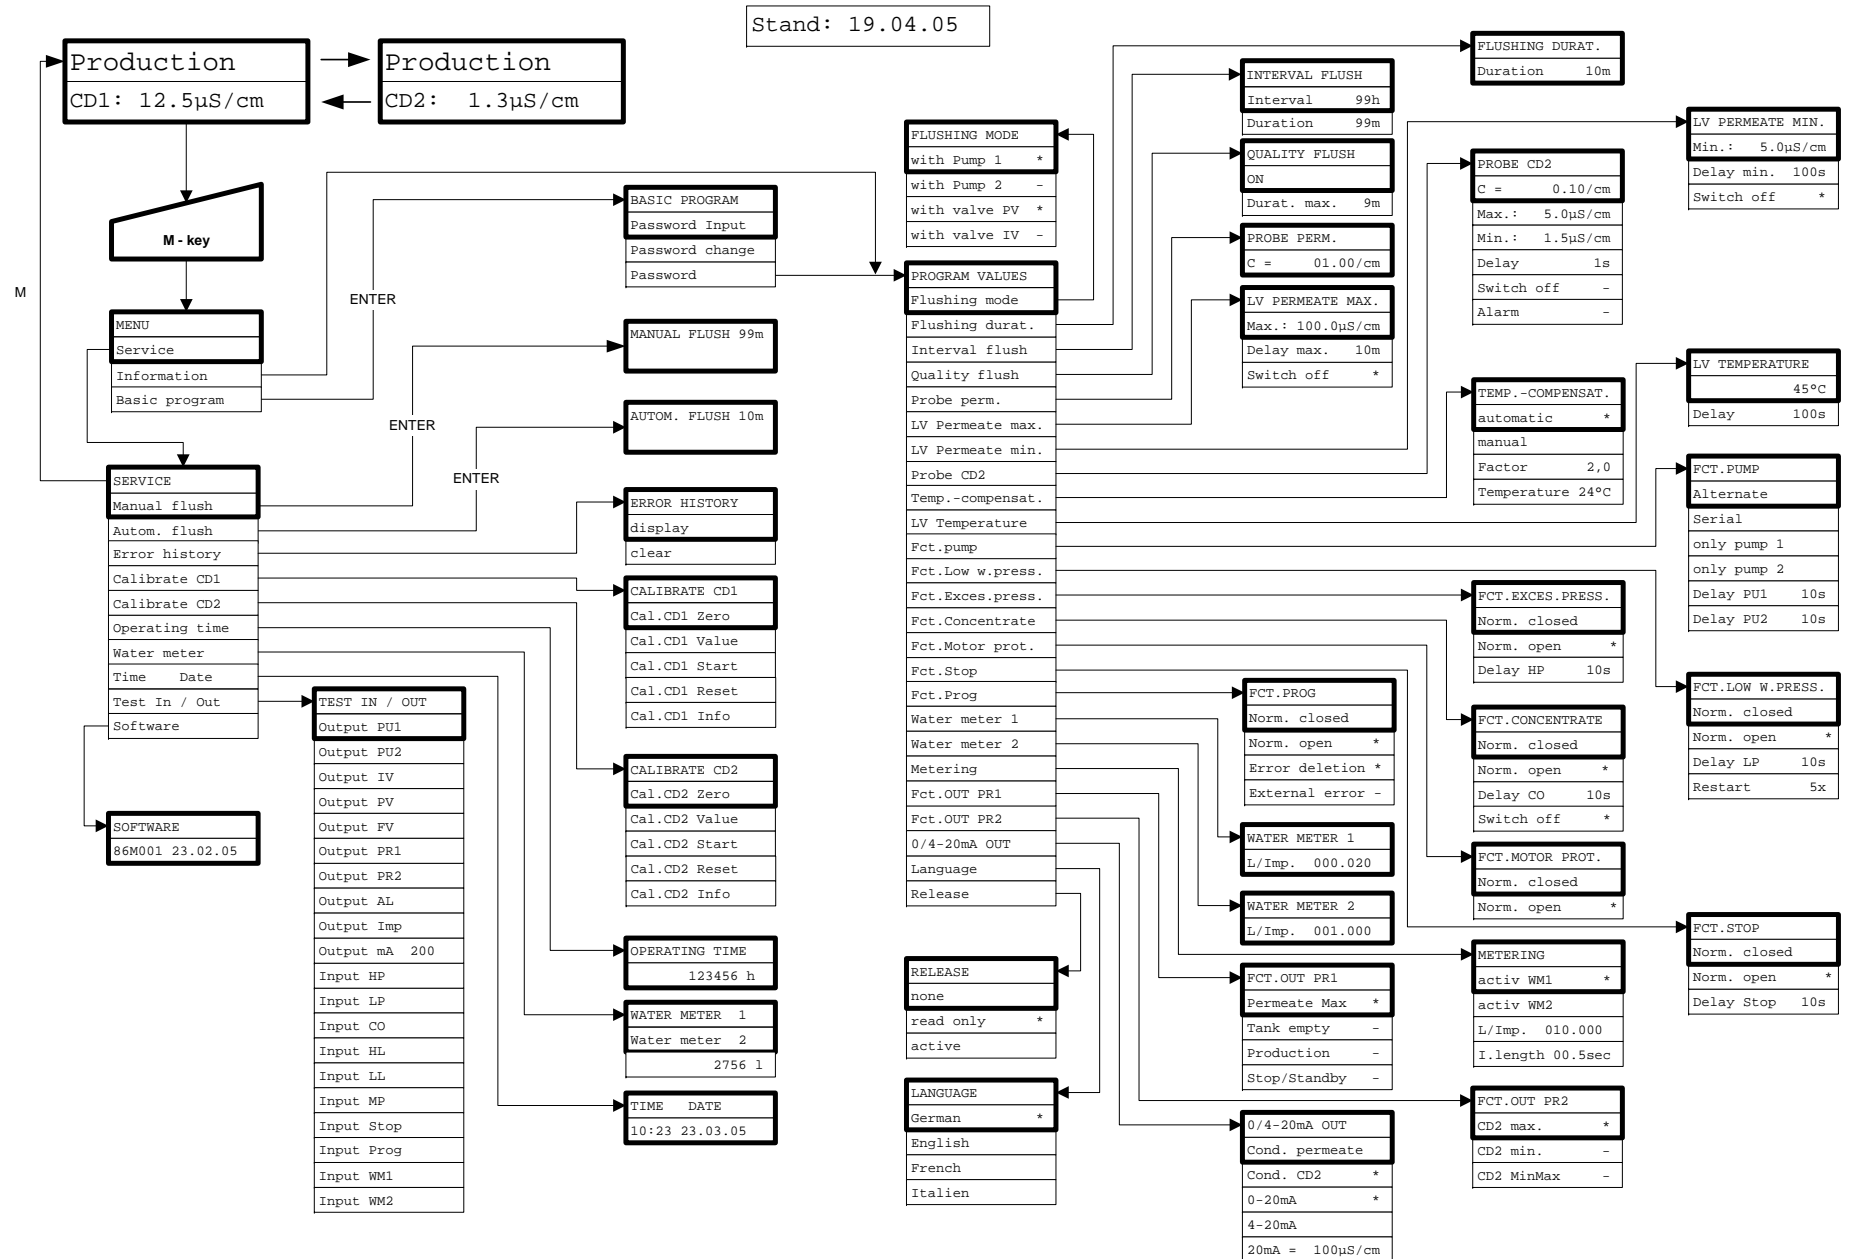 Stand: 19.04.05
Production
CD1: 12.5µS/cm
Production
CD2: 1.3µS/cm
M - key
M
MENU
Service
Information
Basic program
SERVICE
Manual flush
Autom. flush
Error history
Calibrate CD1
Calibrate CD2
Operating time
Water meter
Time Date
Test In / Out
Software
SOFTWARE
86M001 23.02.05
TEST IN / OUT
Output PU1
Output PU2
Output IV
Output PV
Output FV
Output PR1
Output PR2
Output AL
Output Imp
Output mA 200
Input HP
Input LP
Input CO
Input HL
Input LL
Input MP
Input Stop
Input Prog
Input WM1
Input WM2
ENTER
ENTER
ENTER
BASIC PROGRAM
Password Input
Password change
Password
MANUAL FLUSH 99m
AUTOM. FLUSH 10m
ERROR HISTORY
display
clear
CALIBRATE CD1
Cal.CD1 Zero
Cal.CD1 Value
Cal.CD1 Start
Cal.CD1 Reset
Cal.CD1 Info
CALIBRATE CD2
Cal.CD2 Zero
Cal.CD2 Value
Cal.CD2 Start
Cal.CD2 Reset
Cal.CD2 Info
OPERATING TIME
123456 h
WATER METER 1
Water meter 2
2756 l
TIME DATE
10:23 23.03.05
FLUSHING MODE
with Pump 1 *
with Pump 2 -
with valve PV *
with valve IV -
PROGRAM VALUES
Flushing mode
Flushing durat.
Interval flush
Quality flush
Probe perm.
LV Permeate max.
LV Permeate min.
Probe CD2
Temp.-compensat.
LV Temperature
Fct.pump
Fct.Low w.press.
Fct.Exces.press.
Fct.Concentrate
Fct.Motor prot.
Fct.Stop
Fct.Prog
Water meter 1
Water meter 2
Metering
Fct.OUT PR1
Fct.OUT PR2
0/4-20mA OUT
Language
Release
RELEASE
none
read only *
active
LANGUAGE
German *
English
French
Italien
INTERVAL FLUSH
Interval 99h
Duration 99m
QUALITY FLUSH
ON
Durat. max. 9m
PROBE PERM.
C = 01.00/cm
LV PERMEATE MAX.
Max.: 100.0µS/cm
Delay max. 10m
Switch off *
FCT.PROG
Norm. closed
Norm. open *
Error deletion *
External error -
WATER METER 1
L/Imp. 000.020
WATER METER 2
L/Imp. 001.000
FCT.OUT PR1
Permeate Max *
Tank empty -
Production -
Stop/Standby -
0/4-20mA OUT
Cond. permeate
Cond. CD2 *
0-20mA *
4-20mA
20mA = 100µS/cm
FLUSHING DURAT.
Duration 10m
PROBE CD2
C = 0.10/cm
Max.: 5.0µS/cm
Min.: 1.5µS/cm
Delay 1s
Switch off -
Alarm -
TEMP.-COMPENSAT.
automatic *
manual
Factor 2,0
Temperature 24°C
FCT.EXCES.PRESS.
Norm. closed
Norm. open *
Delay HP 10s
FCT.CONCENTRATE
Norm. closed
Norm. open *
Delay CO 10s
Switch off *
FCT.MOTOR PROT.
Norm. closed
Norm. open *
METERING
activ WM1 *
activ WM2
L/Imp. 010.000
I.length 00.5sec
FCT.OUT PR2
CD2 max. *
CD2 min. -
CD2 MinMax -
LV PERMEATE MIN.
Min.: 5.0µS/cm
Delay min. 100s
Switch off *
LV TEMPERATURE
45°C
Delay 100s
FCT.PUMP
Alternate
Serial
only pump 1
only pump 2
Delay PU1 10s
Delay PU2 10s
FCT.LOW W.PRESS.
Norm. closed
Norm. open *
Delay LP 10s
Restart 5x
FCT.STOP
Norm. closed
Norm. open *
Delay Stop 10s